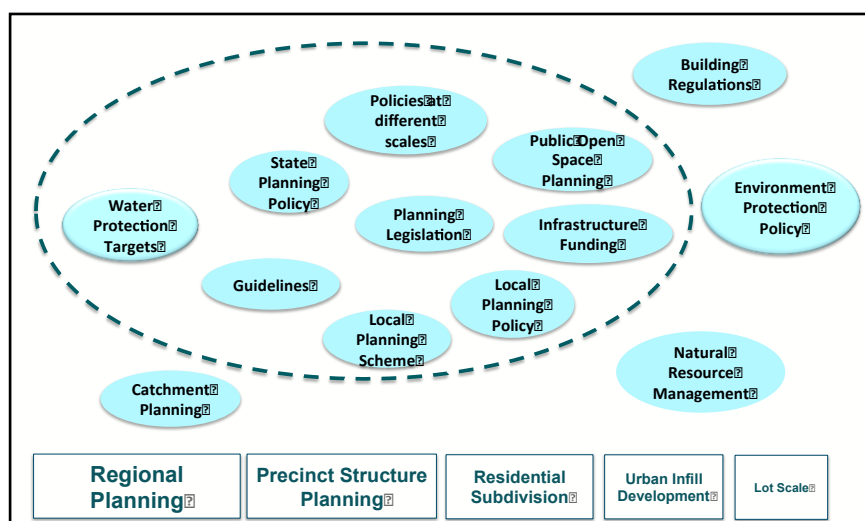 Building
Regulations
Policies at
different
scales
Public Open
Space
Planning
State
Planning
Policy
Environment
Protection
Policy
Water
Protection
Targets
Planning
Legislation
Infrastructure
Funding
Guidelines
Local
Planning
Policy
Local
Planning
Scheme
Natural
Resource
Management
Catchment
Planning
Regional
Planning
Precinct Structure
Planning
Residential
Subdivision
Urban Infill
Development
Lot Scale